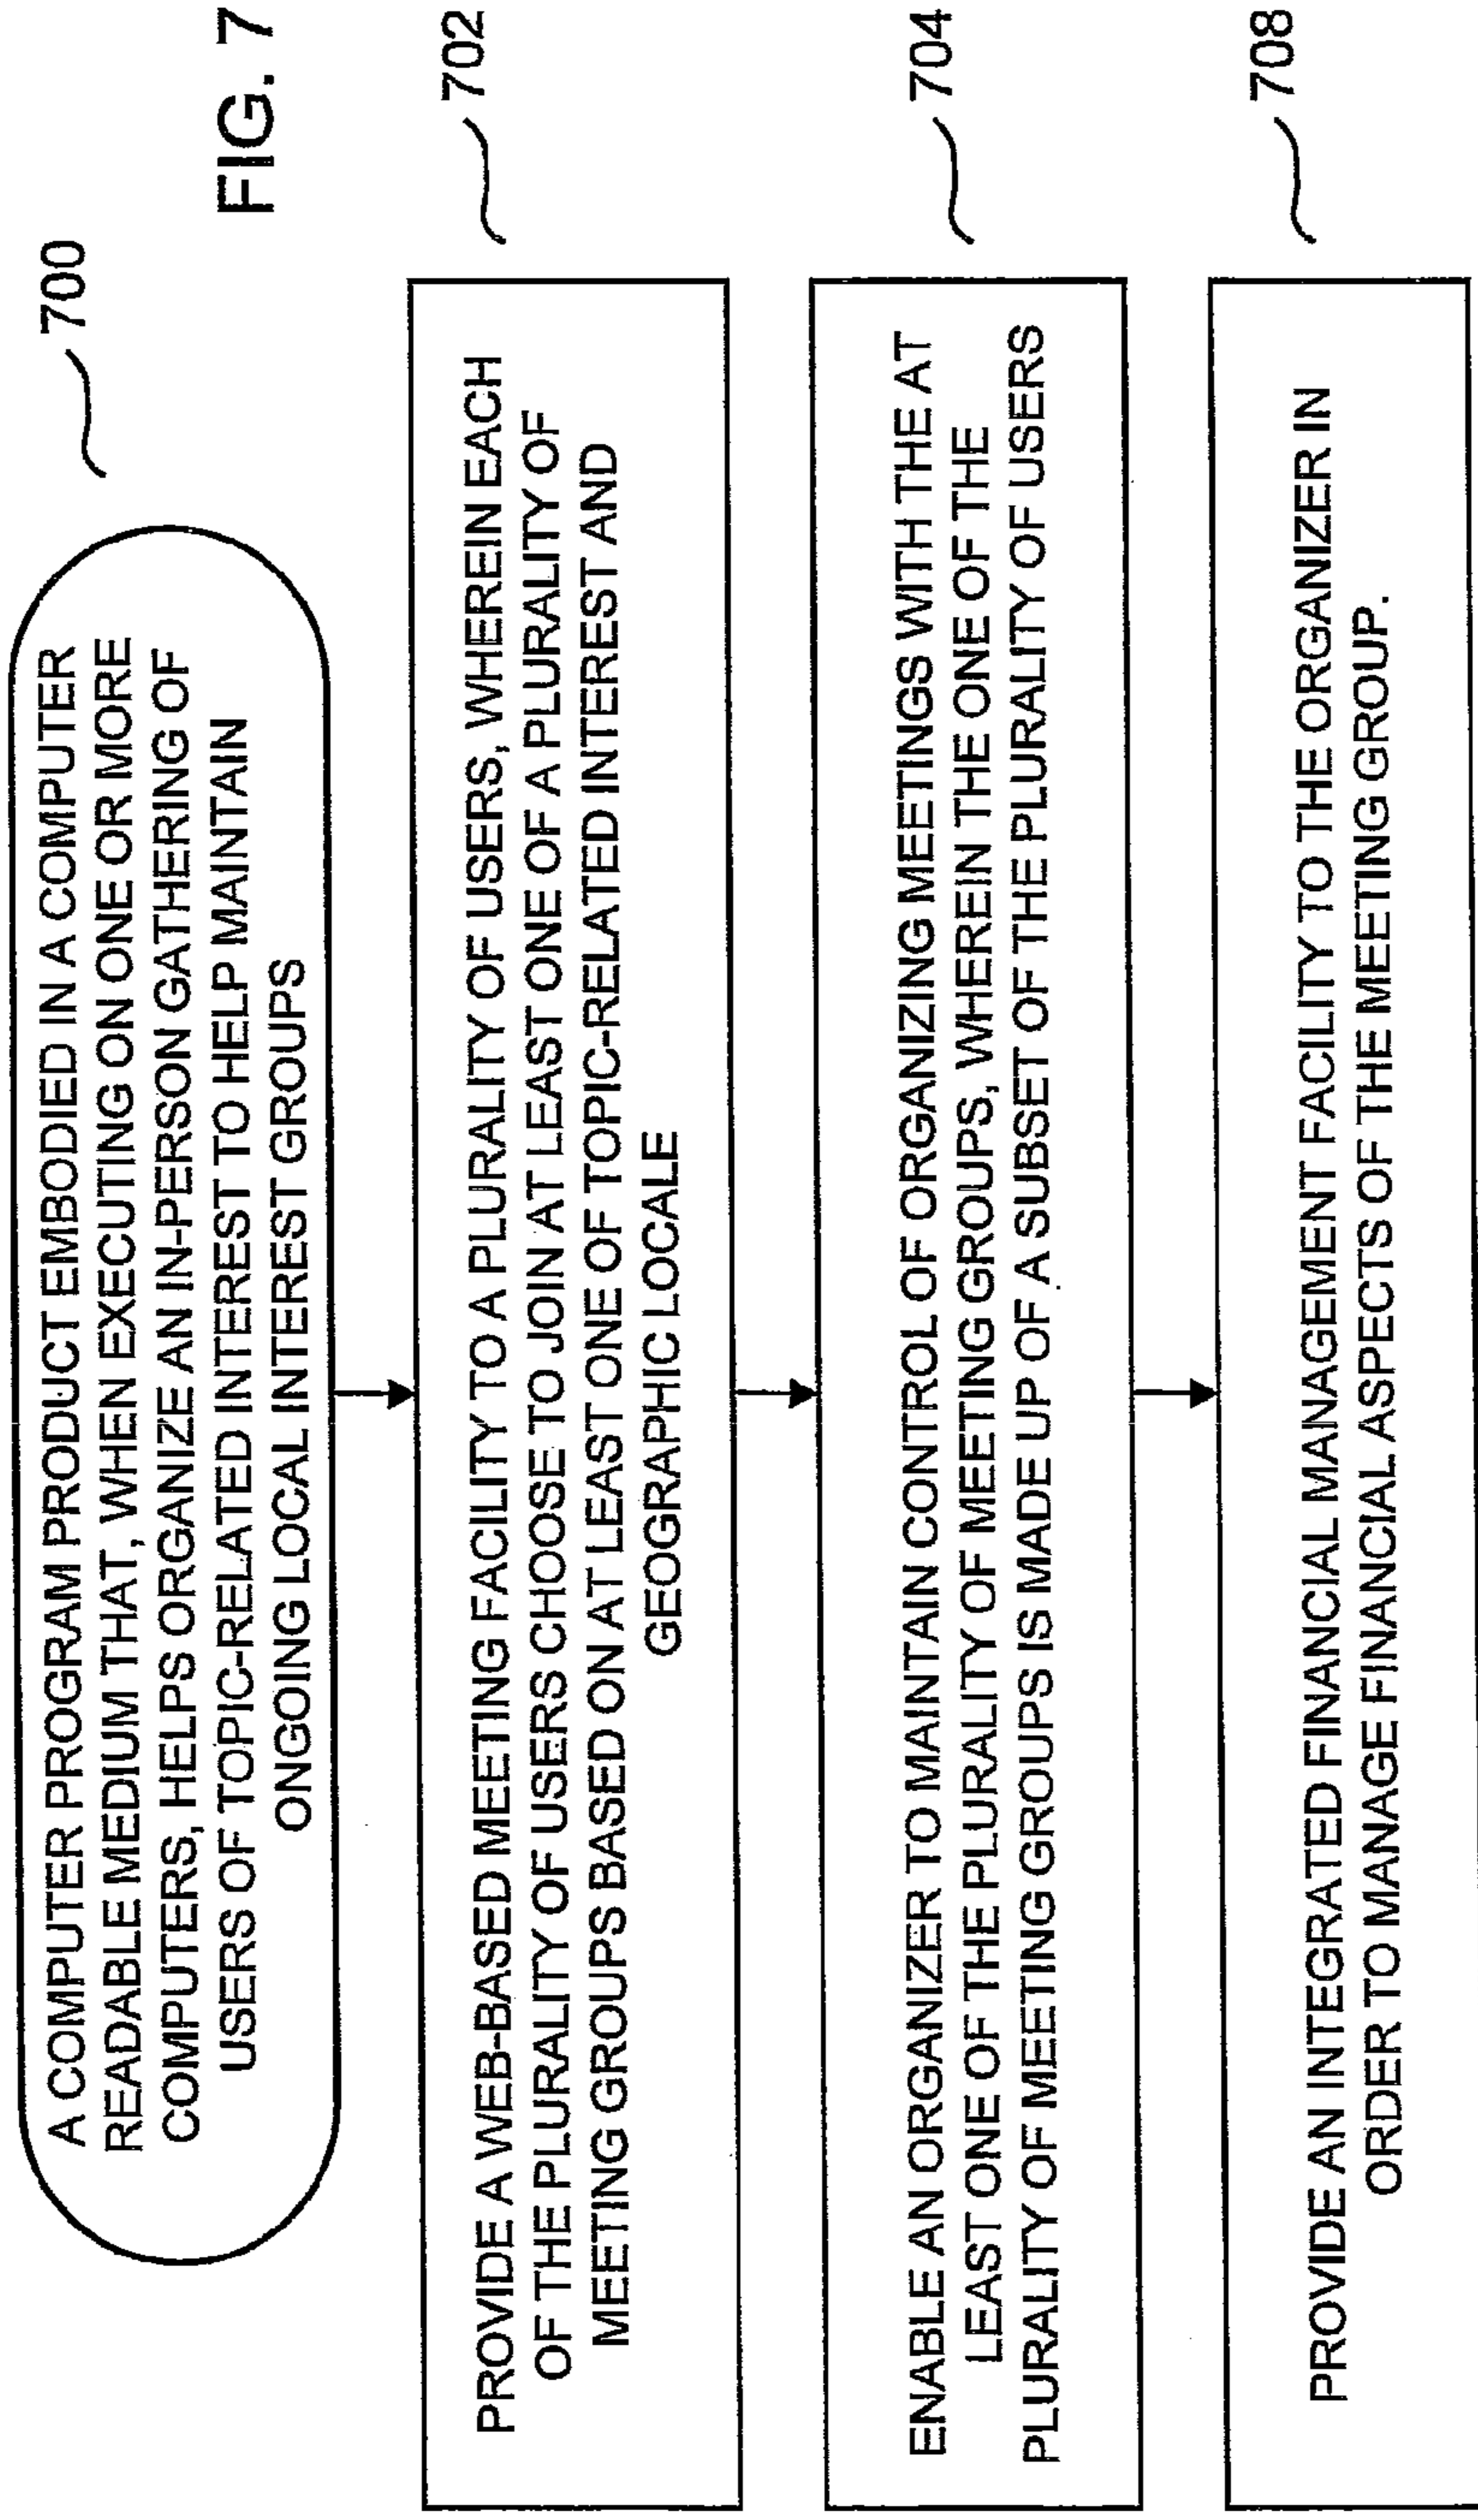 700
A COMPUTER PROGRAM PRODUCT EMBODIED IN A COMPUTER
READABLE MEDIUM THAT, WHEN EXECUTING ON ONE OR MORE
COMPUTERS, HELPS ORGANIZE AN IN-PERSON GATHERING OF
USERS OF TOPIC-RELATED INTEREST TO HELP MAINTAIN
ONGOING LOCAL INTEREST GROUPS
FIG. 7
702
PROVIDE A WEB-BASED MEETING FACILITY TO A PLURALITY OF USERS, WHEREIN EACH
OF THE PLURALITY OF USERS CHOOSE TO JOIN AT LEAST ONE OF A PLURALITY OF
MEETING GROUPS BASED ON AT LEAST ONE OF TOPIC-RELATED INTEREST AND
GEOGRAPHIC LOCALE
704
ENABLE AN ORGANIZER TO MAINTAIN CONTROL OF ORGANIZING MEETINGS WITH THE AT
LEAST ONE OF THE PLURALITY OF MEETING GROUPS, WHEREIN THE ONE OF THE
PLURALITY OF MEETING GROUPS IS MADE UP OF A SUBSET OF THE PLURALITY OF USERS
708
PROVIDE AN INTEGRATED FINANCIAL MANAGEMENT FACILITY TO THE ORGANIZER IN
ORDER TO MANAGE FINANCIAL ASPECTS OF THE MEETING GROUP.